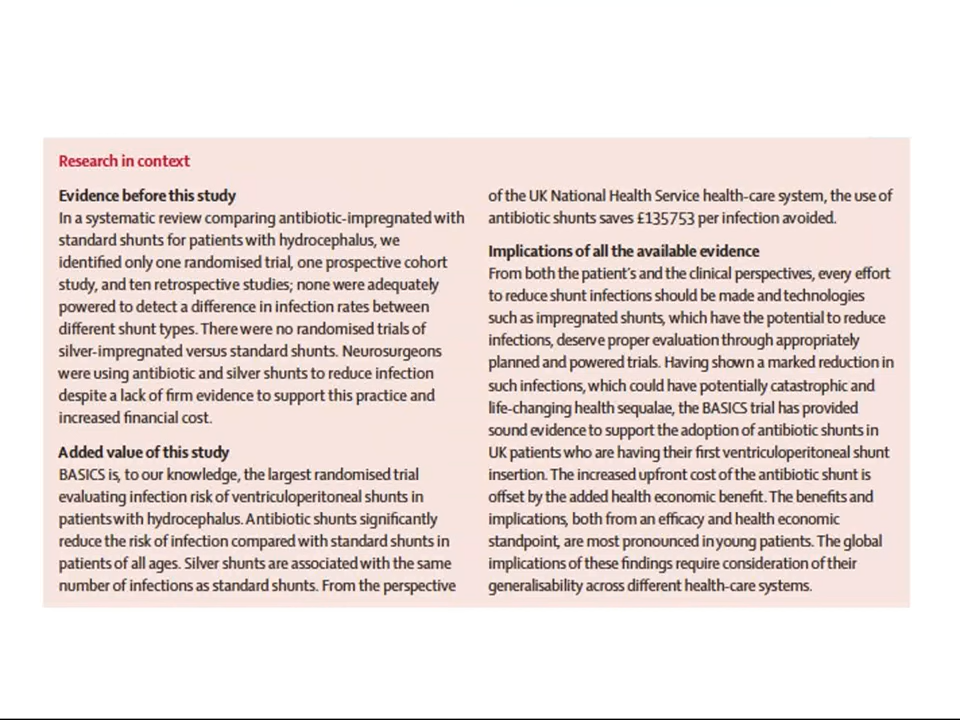 Research in context
Evidence before this study
In a systematic review comparing antibiotic-impregnated with
standard shunts for patients with hydrocephalus, we
identified only one randomised trial, one prospective cohort
study, and ten retrospective studies; none were adequately
powered to detect a difference in infection rates between
different shunt types. There were no randomised trials of
silver-impregnated versus standard shunts. Neurosurgeons
were using antibiotic and silver shunts to reduce infection
despite a lack of firm evidence to support this practice and
increased financial cost.
Added value of this study
BASICS is, to our knowledge, the largest randomised trial
evaluating infection risk of ventriculoperitoneal shunts in
patients with hydrocephalus. Antibiotic shunts significantly
reduce the risk of infection compared with standard shunts in
patients of all ages. Silver shunts are associated with the same
number of infections as standard shunts. From the perspective
of the UK National Health Service health-care system, the use of
antibiotic shunts saves £135753 per infection avoided.
Implications of all the available evidence
From both the patient's and the clinical perspectives, every effort
to reduce shunt infections should be made and technologies
such as impregnated shunts, which have the potential to reduce
infections, deserve proper evaluation through appropriately
planned and powered trials. Having shown a marked reduction in
such infections, which could have potentially catastrophic and
life-changing health sequalae, the BASICS trial has provided
sound evidence to support the adoption of antibiotic shunts in
UK patients who are having their first ventriculoperitoneal shunt
insertion. The increased upfront cost of the antibiotic shunt is
offset by the added health economic benefit. The benefits and
implications, both from an efficacy and health economic
standpoint, are most pronounced in young patients. The global
implications of these findings require consideration of their
generalisability across different health-care systems.